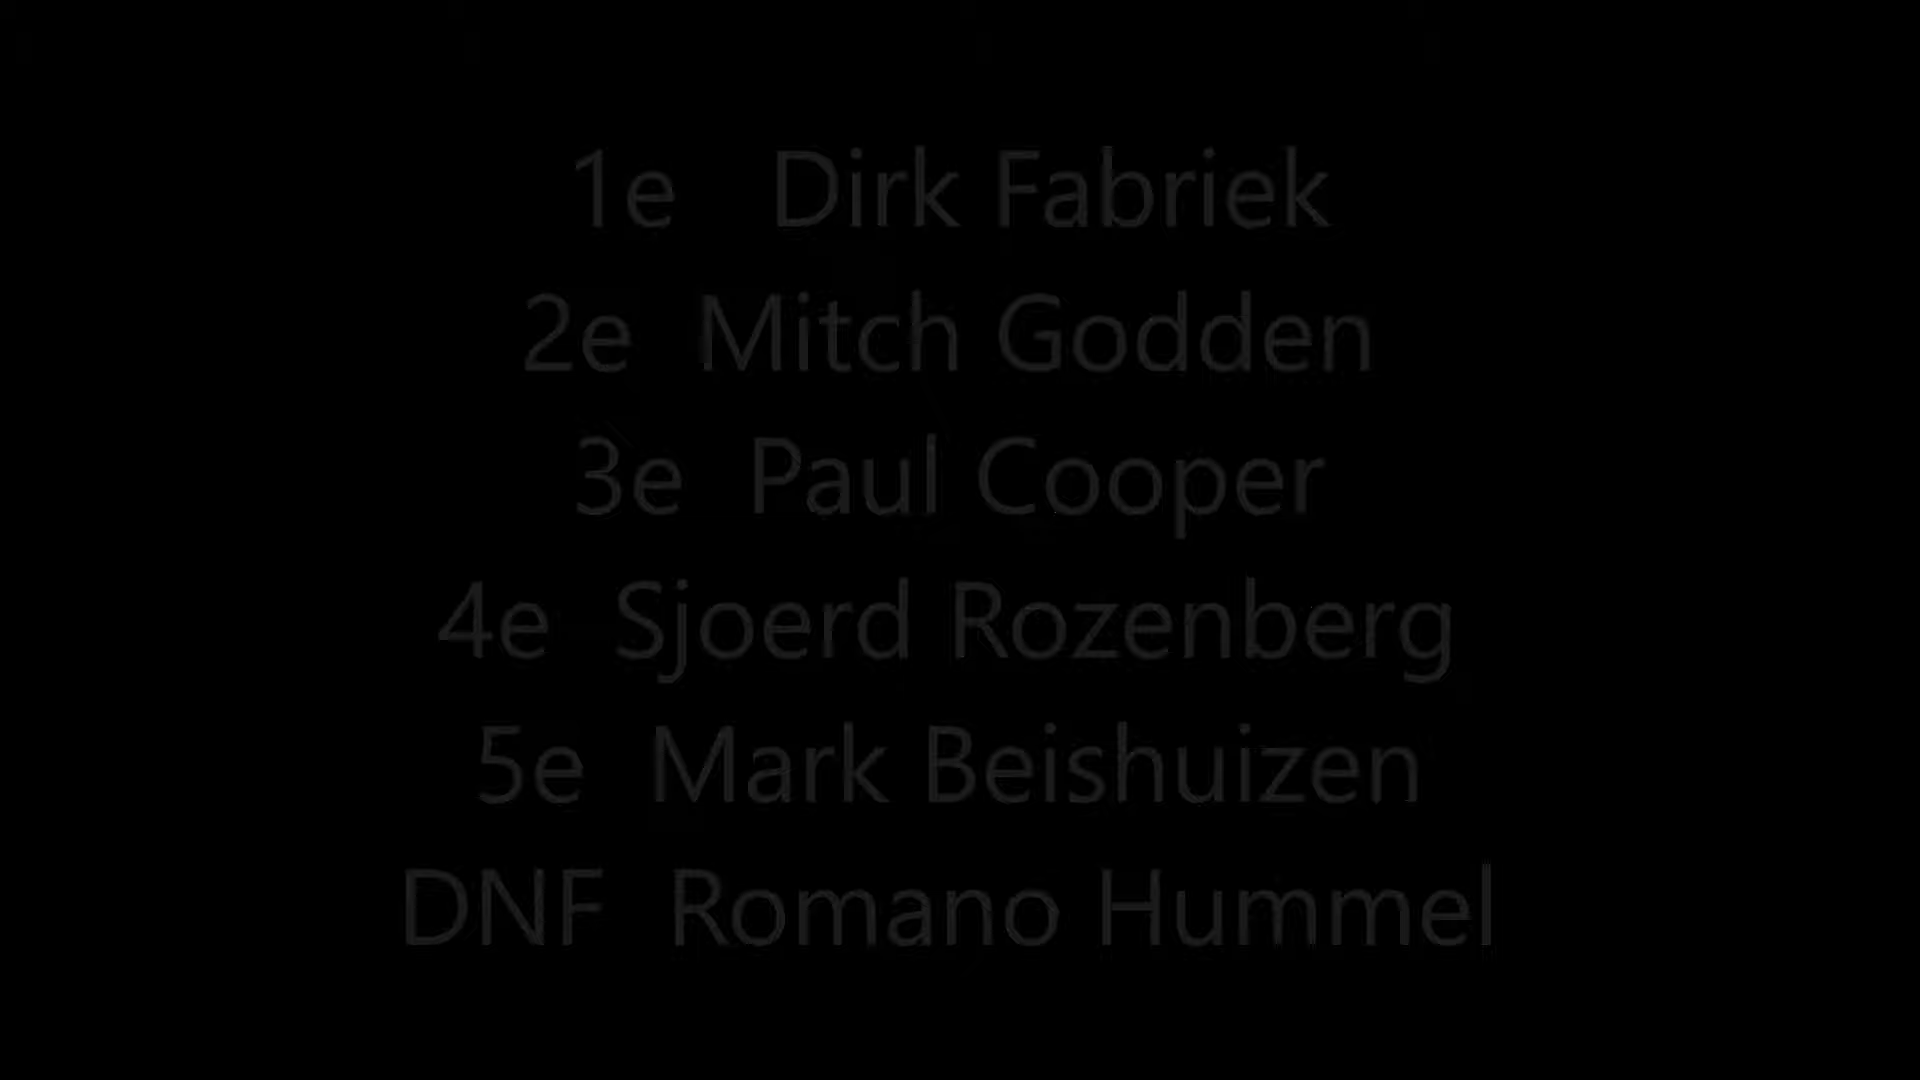 1e Dirk Fabriek
2e Mitch Godden
3e Paul Cooper
4e Sjoerd Rozenberg
5e Mark Beishuizen
DNF Romano Hummel